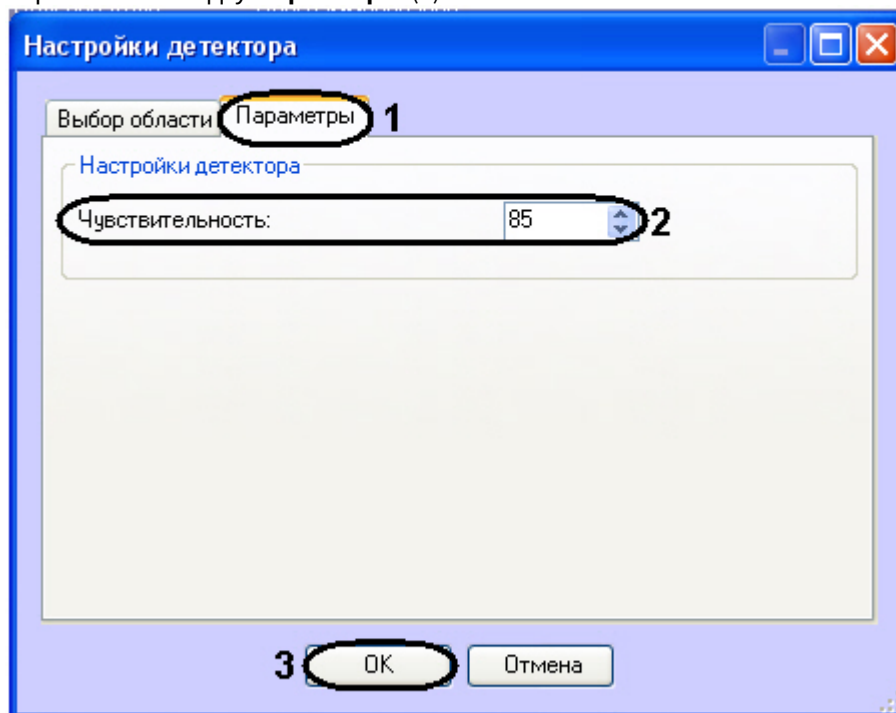 Настройки детектора
Выбор области Параметры 1
Настройки детектора
Чувствительность: 85 2
3 OK Отмена